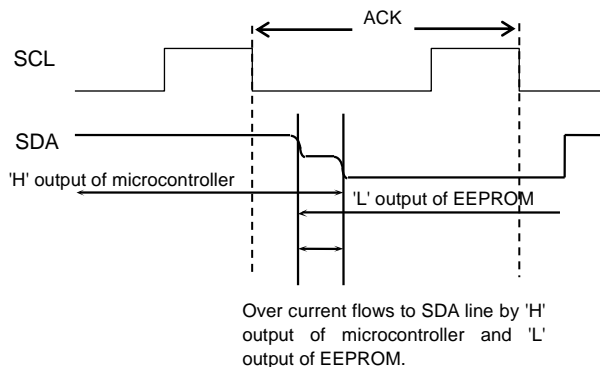 ACK
SCL
SDA
'H' output of microcontroller
'L' output of EEPROM
Over current flows to SDA line by 'H'
output of microcontroller and 'L'
output of EEPROM.